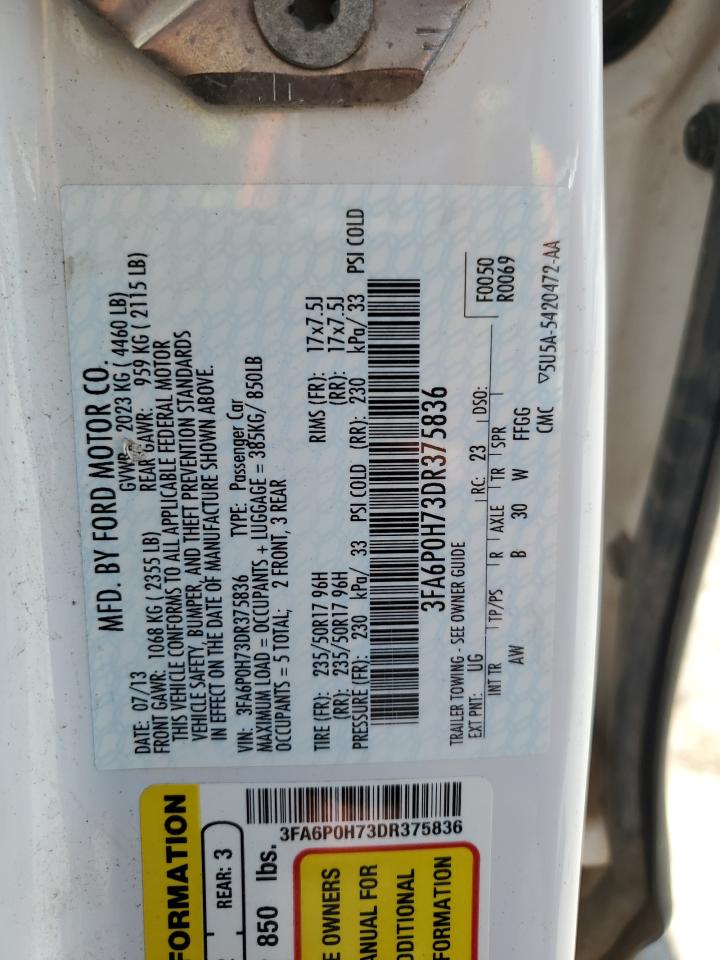 MFD. BY FORD MOTOR CO.
DATE: 07/13 GVWR: 2023 KG ( 4460 LB)
FRONT GAWR: 1068 KG ( 2355 LB) REAR GAWR: 959 KG ( 2115 LB)
THIS VEHICLE CONFORMS TO ALL APPLICABLE FEDERAL MOTOR
VEHICLE SAFETY, BUMPER, AND THEFT PREVENTION STANDARDS
IN EFFECT ON THE DATE OF MANUFACTURE SHOWN ABOVE.
VIN: 3FA6P0H73DR375836 TYPE: Passenger Car
MAXIMUM LOAD = OCCUPANTS + LUGGAGE = 385KG/ 850LB
OCCUPANTS = 5 TOTAL; 2 FRONT, 3 REAR
TIRE (FR): 235/50R17 96H RIMS (FR): 17x7.5J
(RR): 235/50R17 96H (RR): 17x7.5J
PRESSURE (FR): 230 kPa/ 33 PSI COLD (RR): 230 kPa/ 33 PSI COLD
3FA6P0H73DR375836
TRAILER TOWING - SEE OWNER GUIDE
F0050
R0069
EXT PNT: UG RC: 23 DSO:
INT TR TP/PS R AXLE TR SPR
AW B 30 W FFGG
CMC ▽5U5A-5420472-AA
FORMATION
REAR: 3
850 lbs.
3FA6P0H73DR375836
E OWNERS
ANUAL FOR
DDITIONAL
FORMATION